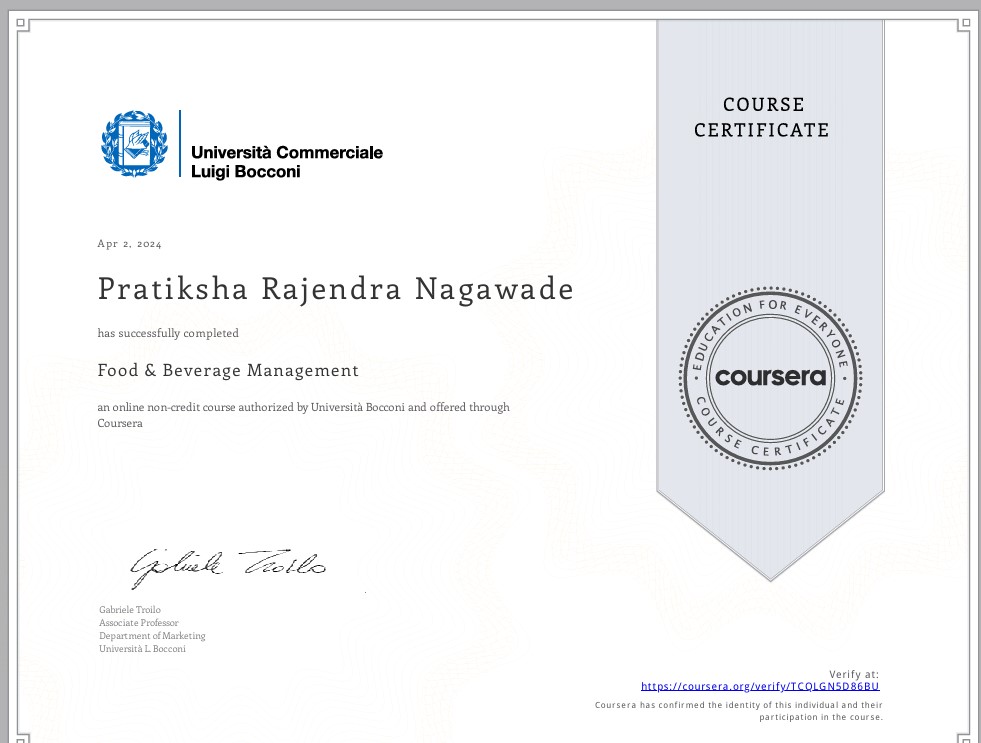 COURSE
CERTIFICATE
Università Commerciale
Luigi Bocconi
Apr 2, 2024
Pratiksha Rajendra Nagawade
has successfully completed
Food & Beverage Management
an online non-credit course authorized by Università Bocconi and offered through
Coursera
EDUCATION FOR EVERYONE
coursera
COURSE CERTIFICATE
Gabriele Troilo
Gabriele Troilo
Associate Professor
Department of Marketing
Università L. Bocconi
Verify at:
https://coursera.org/verify/TCQLGN5D86BU
Coursera has confirmed the identity of this individual and their
participation in the course.